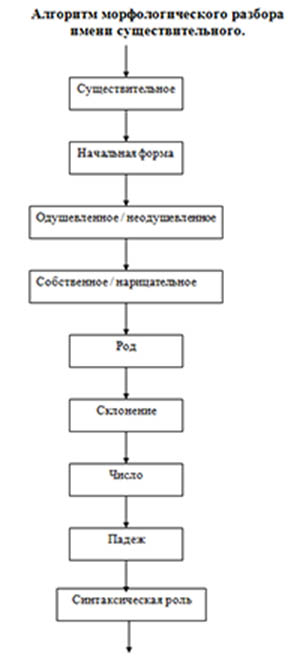 Алгоритм морфологического разбора
имени существительного.
Существительное
Начальная форма
Одушевленное / неодушевленное
Собственное / нарицательное
Род
Склонение
Число
Падеж
Синтаксическая роль